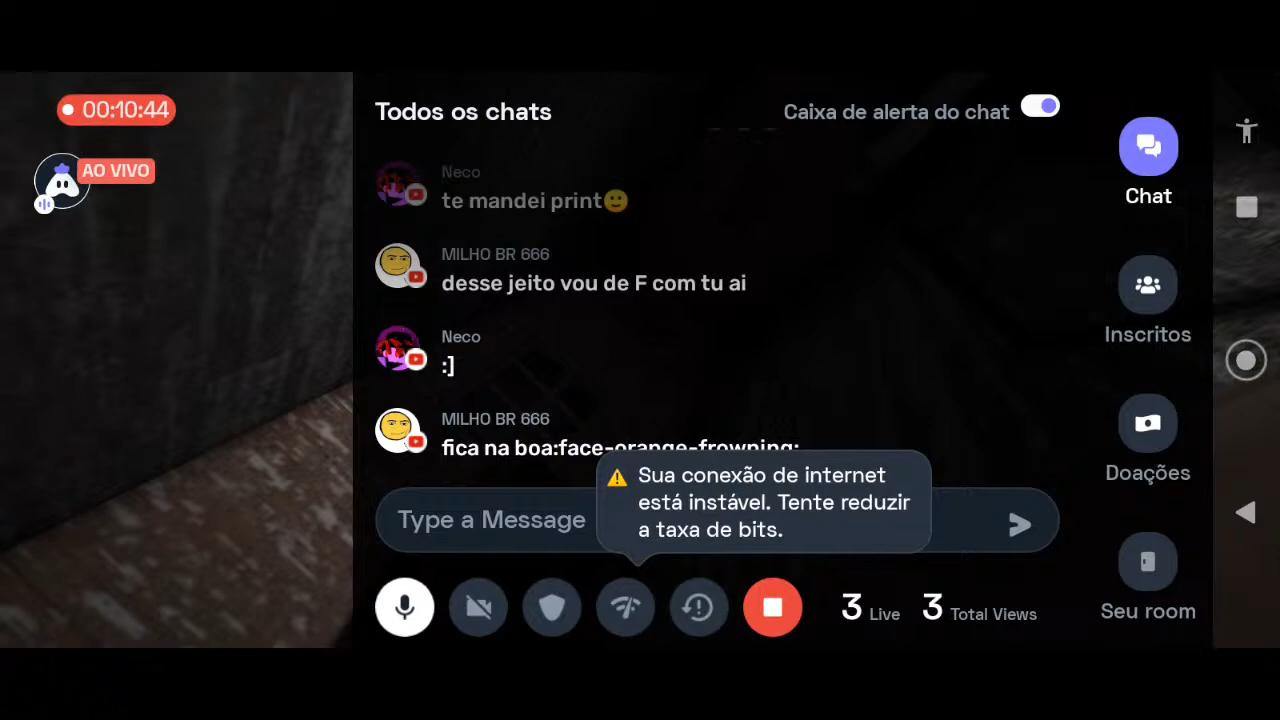 00:10:44
AO VIVO
Todos os chats
Caixa de alerta do chat
Neco
te mandei print🙂
MILHO BR 666
desse jeito vou de F com tu ai
Neco
:]
MILHO BR 666
fica na boa:face-orange-frowning:
Sua conexão de internet
está instável. Tente reduzir
a taxa de bits.
Type a Message
3 Live 3 Total Views
Chat
Inscritos
Doações
Seu room